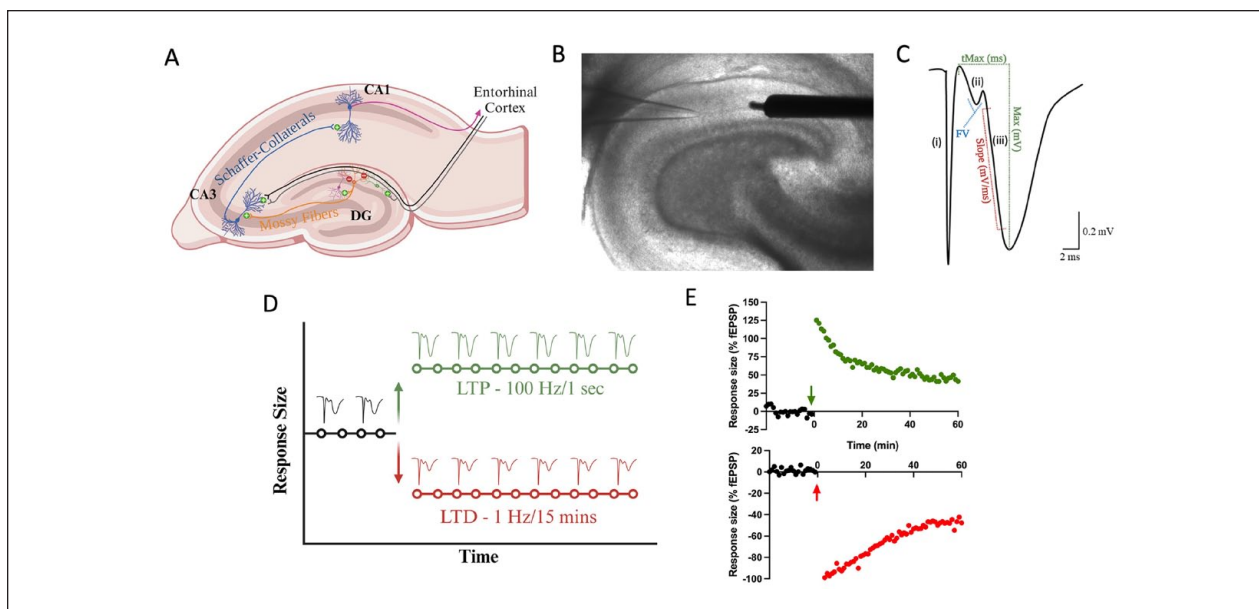 A
CA1
Entorhinal
Cortex
Schaffer-Collaterals
CA3
Mossy Fibers
DG
B
C
tMax (ms)
(ii)
FV
(i)
(iii)
Max (mV)
Slope (mV/ms)
0.2 mV
2 ms
D
Response Size
LTP - 100 Hz/1 sec
LTD - 1 Hz/15 mins
Time
E
Response size (% fEPSP)
150
125
100
75
50
25
0
-25
0
20
40
60
Time (min)
Response size (% fEPSP)
20
0
-20
-40
-60
-80
-100
0
20
40
60